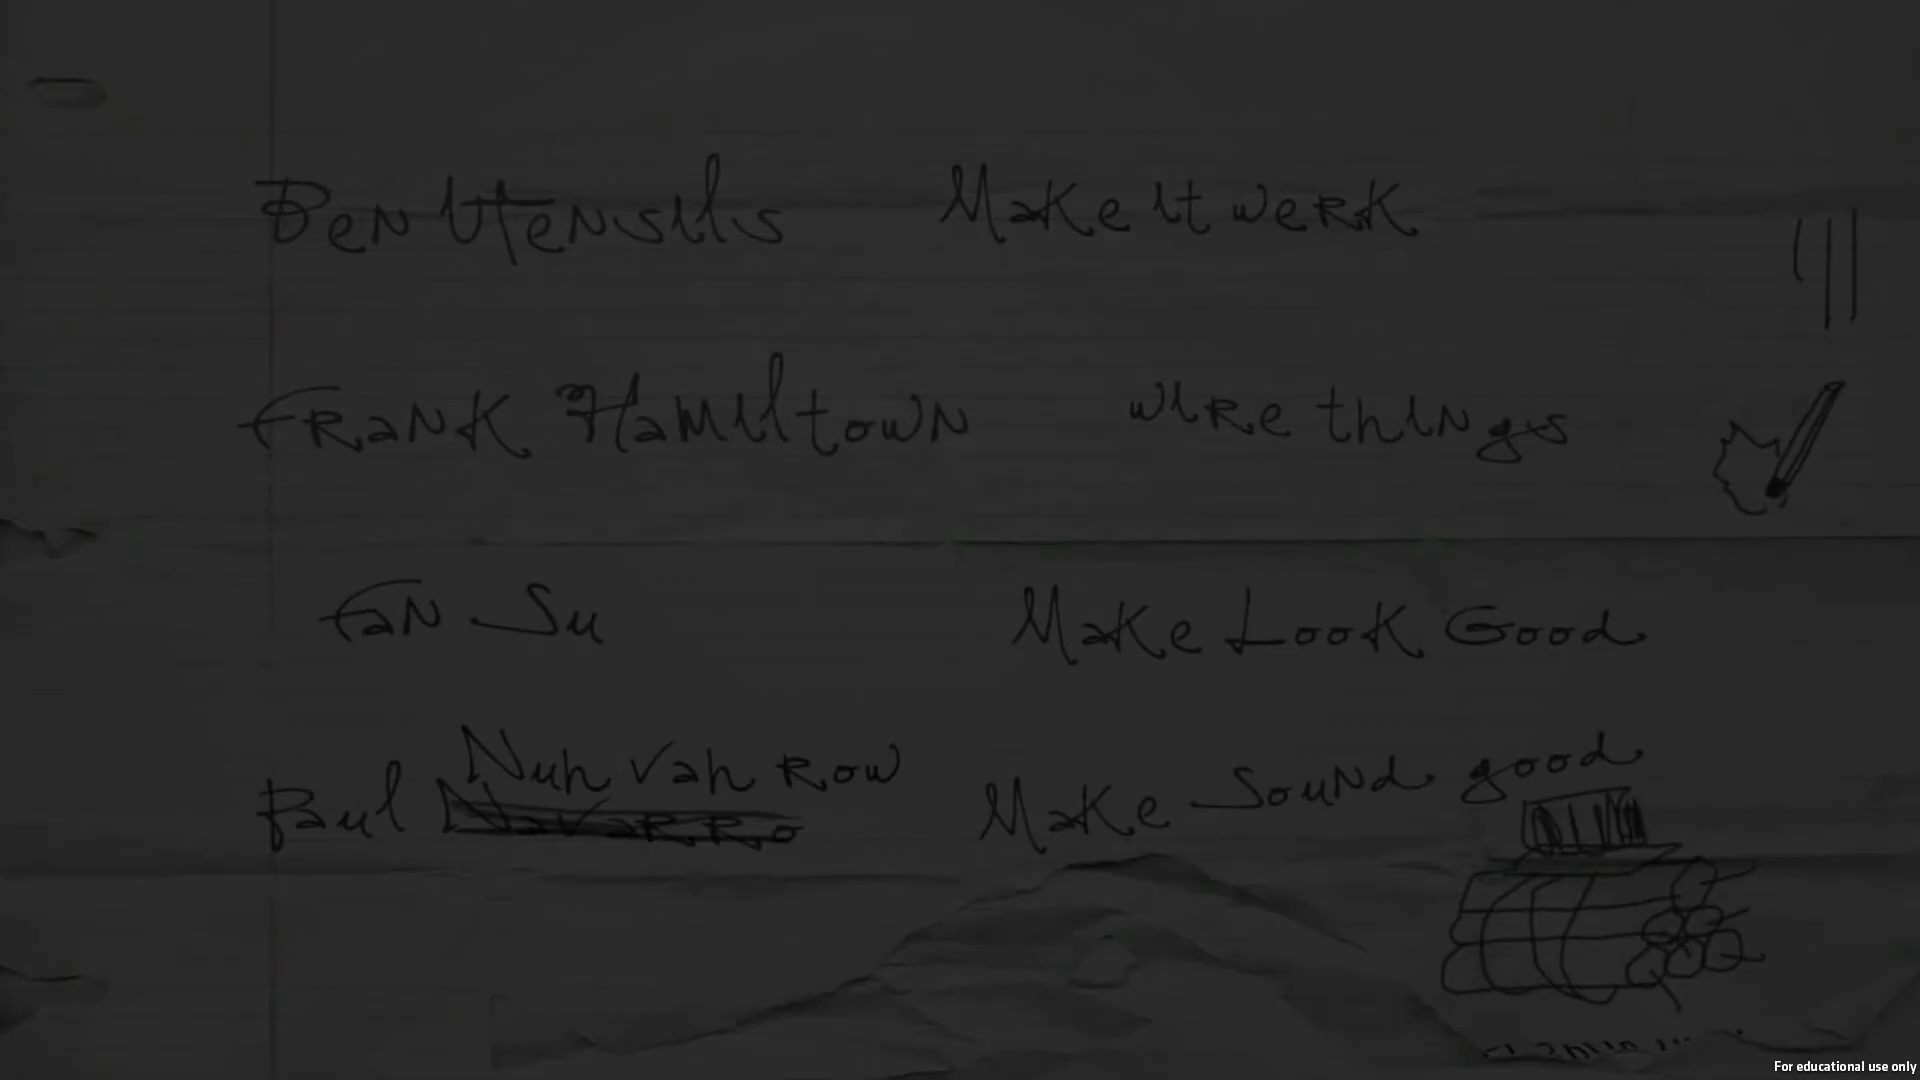 Ben Utensils Make it werk
Frank Hamiltown wire things
Fan Su Make Look Good
Nuh vah row
Paul Navarro Make sound good
For educational use only